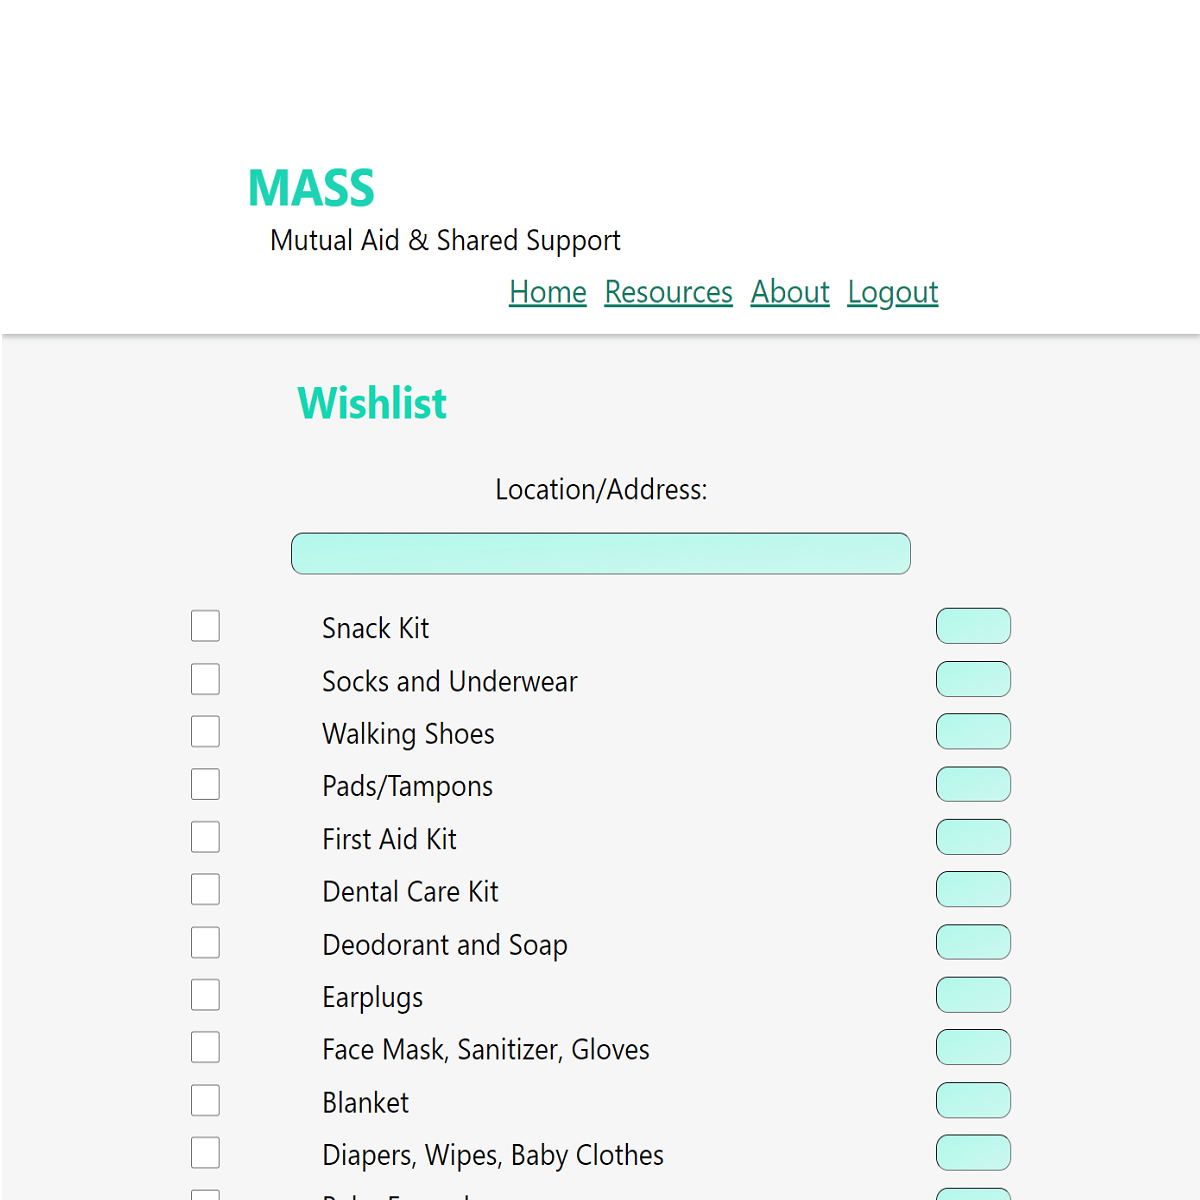 MASS
Mutual Aid & Shared Support
Home Resources About Logout
Wishlist
Location/Address:
Snack Kit
Socks and Underwear
Walking Shoes
Pads/Tampons
First Aid Kit
Dental Care Kit
Deodorant and Soap
Earplugs
Face Mask, Sanitizer, Gloves
Blanket
Diapers, Wipes, Baby Clothes